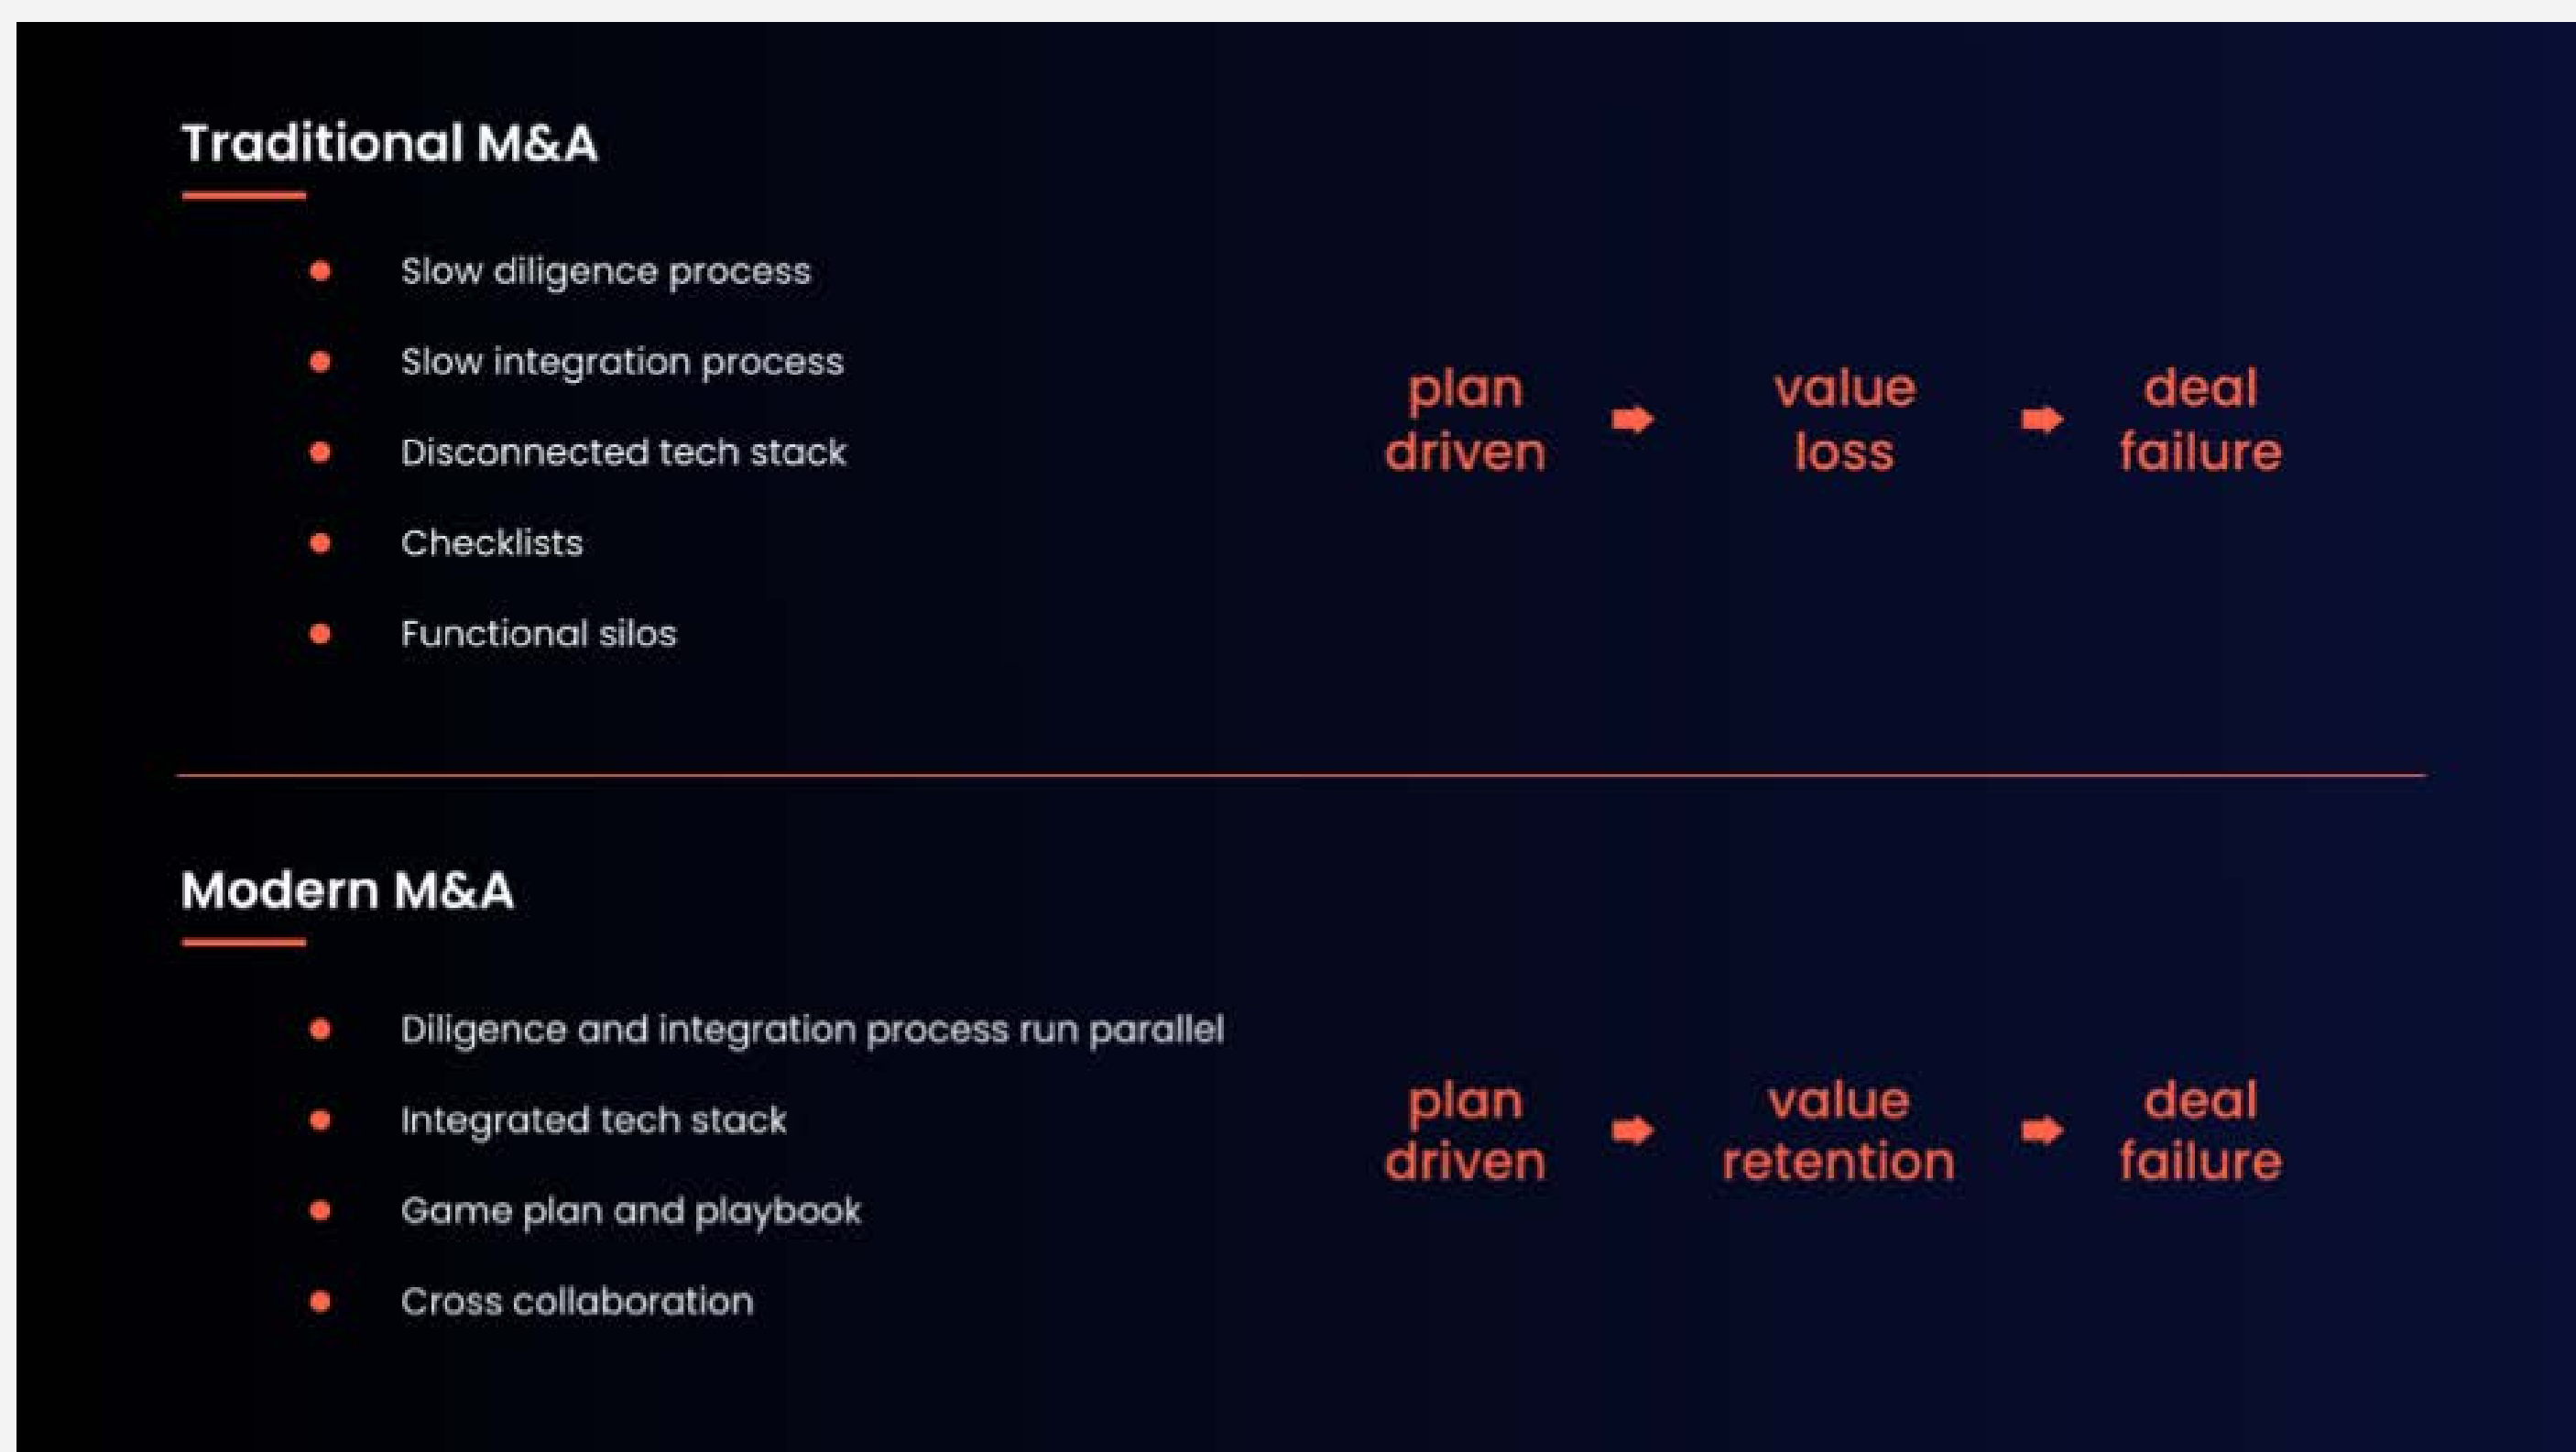 Traditional M&A
Slow diligence process
Slow integration process
Disconnected tech stack
Checklists
Functional silos
plan
driven
value
loss
deal
failure
Modern M&A
Diligence and integration process run parallel
Integrated tech stack
Game plan and playbook
Cross collaboration
plan
driven
value
retention
deal
failure